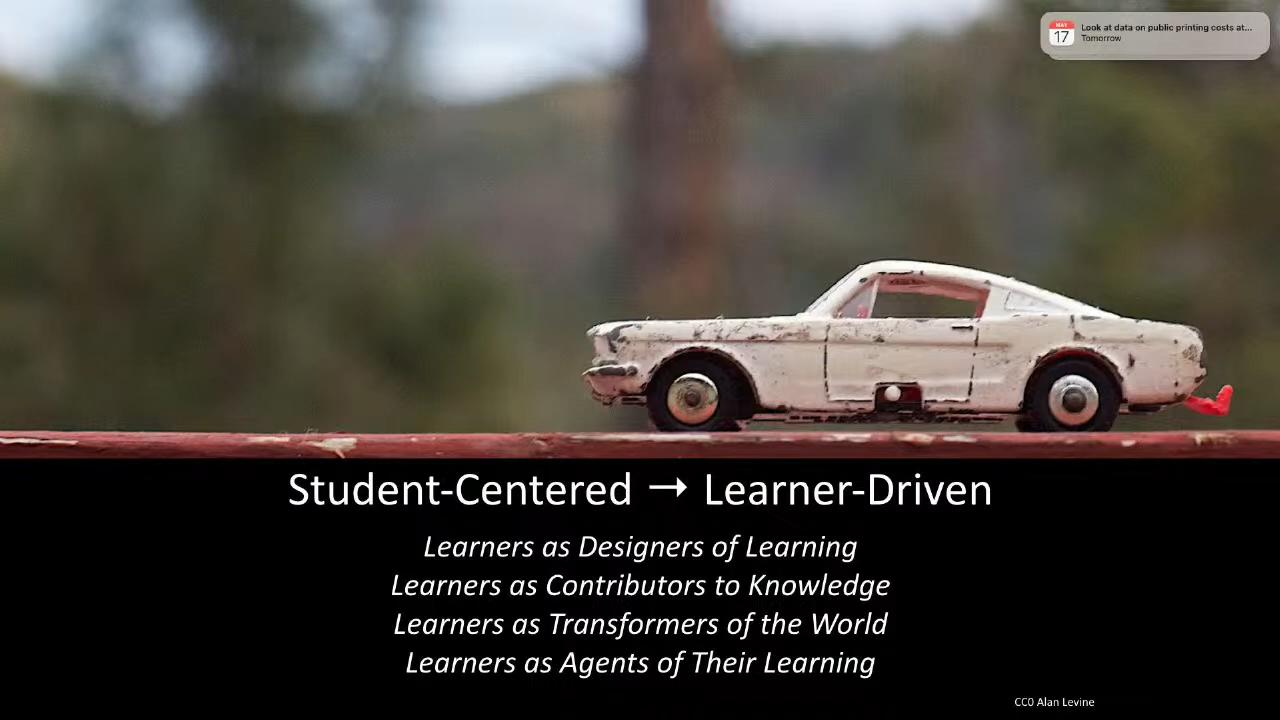 MAY
17
Look at data on public printing costs at...
Tomorrow
Student-Centered → Learner-Driven
Learners as Designers of Learning
Learners as Contributors to Knowledge
Learners as Transformers of the World
Learners as Agents of Their Learning
CC0 Alan Levine